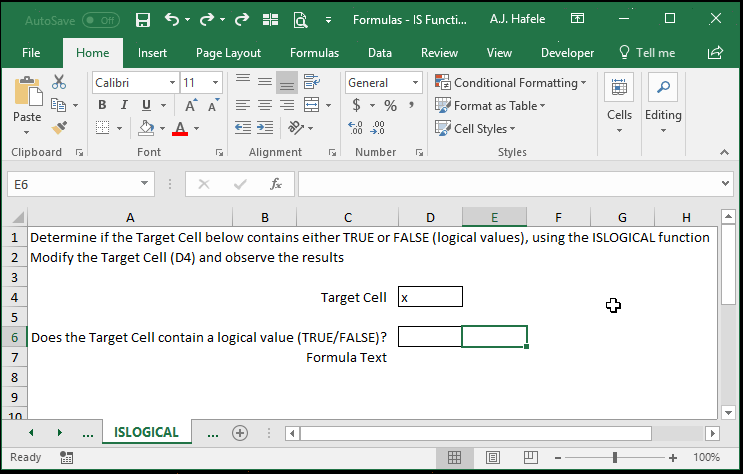 AutoSave Off Formulas - IS Functi... A.J. Hafele
File Home Insert Page Layout Formulas Data Review View Developer Tell me
Paste Calibri 11 General $ % , Conditional Formatting
B I U A A Format as Table
A .00 .0 Cell Styles Cells Editing
Clipboard Font Alignment Number Styles
E6 fx
A B C D E F G H
1 Determine if the Target Cell below contains either TRUE or FALSE (logical values), using the ISLOGICAL function
2 Modify the Target Cell (D4) and observe the results
3
4 Target Cell x
5
6 Does the Target Cell contain a logical value (TRUE/FALSE)?
7 Formula Text
8
9
10
... ISLOGICAL ...
Ready 100%